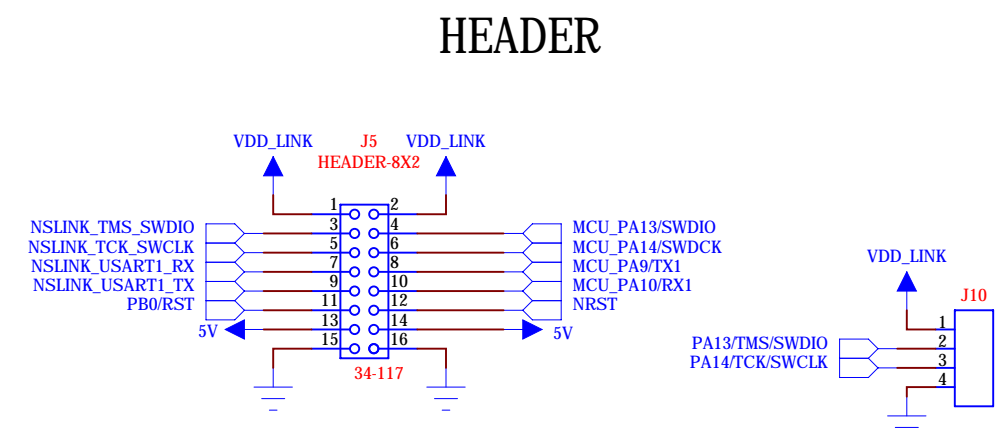 HEADER
VDD_LINK J5 VDD_LINK
HEADER-8X2
1 2
NSLINK_TMS_SWDIO 3 4 MCU_PA13/SWDIO
NSLINK_TCK_SWCLK 5 6 MCU_PA14/SWDCK
NSLINK_USART1_RX 7 8 MCU_PA9/TX1
NSLINK_USART1_TX 9 10 MCU_PA10/RX1
PB0/RST 11 12 NRST
5V 13 14 5V
15 16
34-117
VDD_LINK
J10
1
PA13/TMS/SWDIO 2
PA14/TCK/SWCLK 3
4